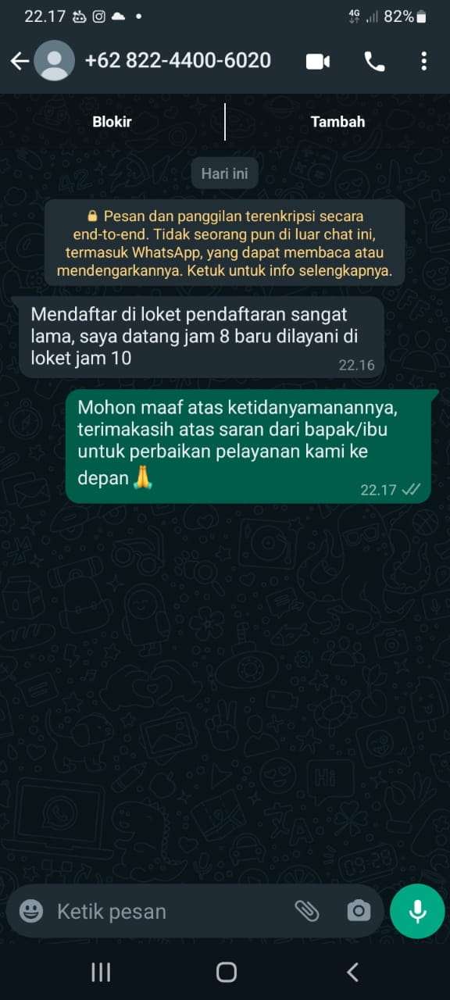 22.17
4G
82%
+62 822-4400-6020
Blokir
Tambah
Hari ini
Pesan dan panggilan terenkripsi secara
end-to-end. Tidak seorang pun di luar chat ini,
termasuk WhatsApp, yang dapat membaca atau
mendengarkannya. Ketuk untuk info selengkapnya.
Mendaftar di loket pendaftaran sangat
lama, saya datang jam 8 baru dilayani di
loket jam 10
22.16
Mohon maaf atas ketidanyamanannya,
terimakasih atas saran dari bapak/ibu
untuk perbaikan pelayanan kami ke
depan 🙏
22.17
Ketik pesan